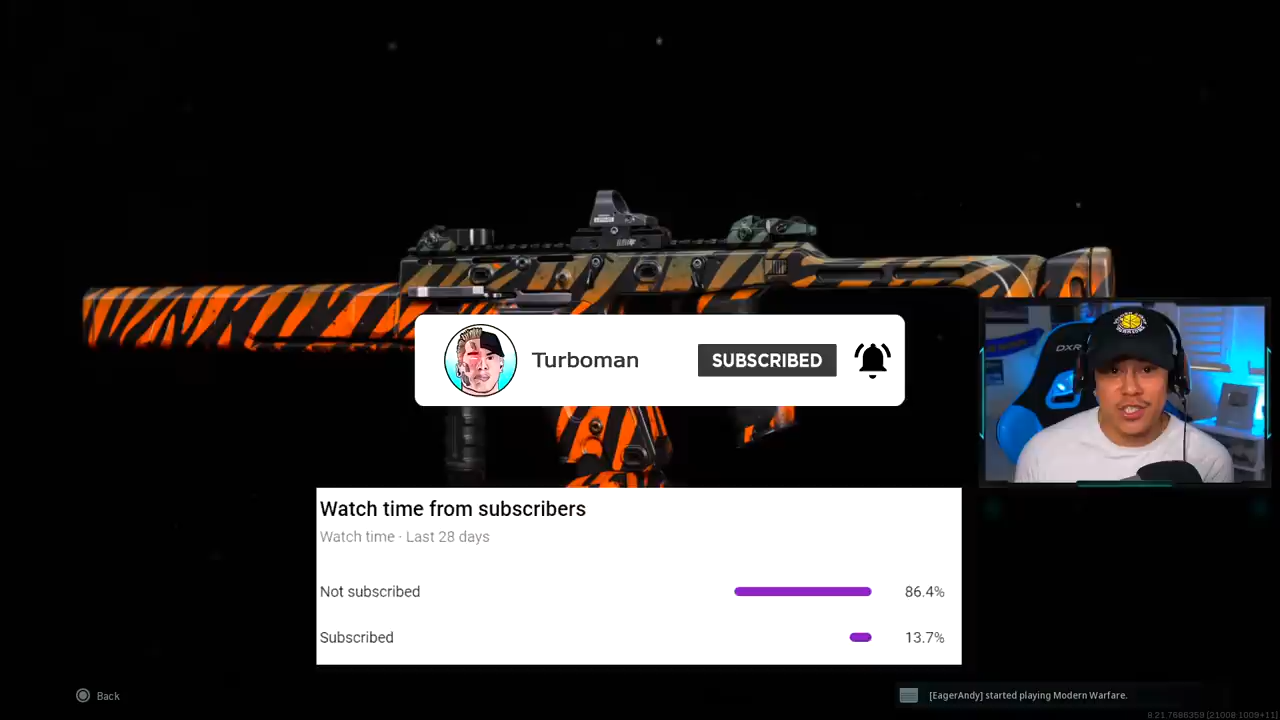 Turboman
SUBSCRIBED
DXR
Watch time from subscribers
Watch time · Last 28 days
Not subscribed
86.4%
Subscribed
13.7%
Back
[EagerAndy] started playing Modern Warfare.